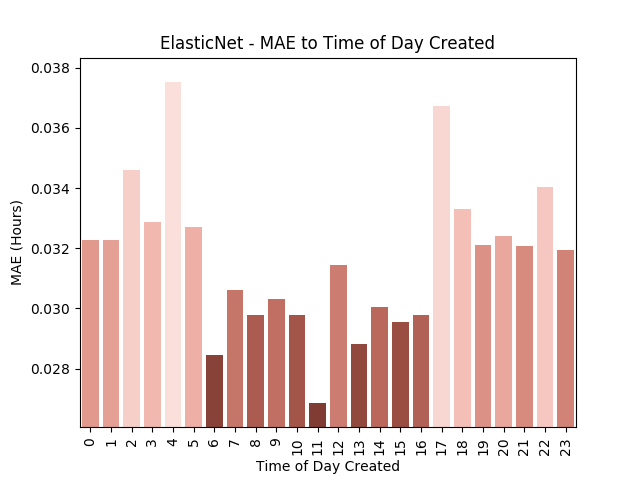 ElasticNet - MAE to Time of Day Created
MAE (Hours)
0.038
0.036
0.034
0.032
0.030
0.028
0 1 2 3 4 5 6 7 8 9 10 11 12 13 14 15 16 17 18 19 20 21 22 23
Time of Day Created